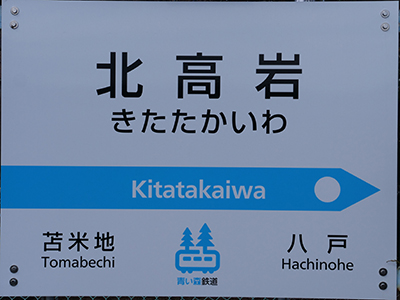 北高岩
きたたかいわ
Kitatakaiwa
苫米地
Tomabechi
青い森鉄道
八戸
Hachinohe